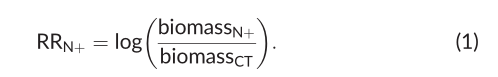 RR_{N+} = log(biomass_{N+} / biomass_{CT}). (1)